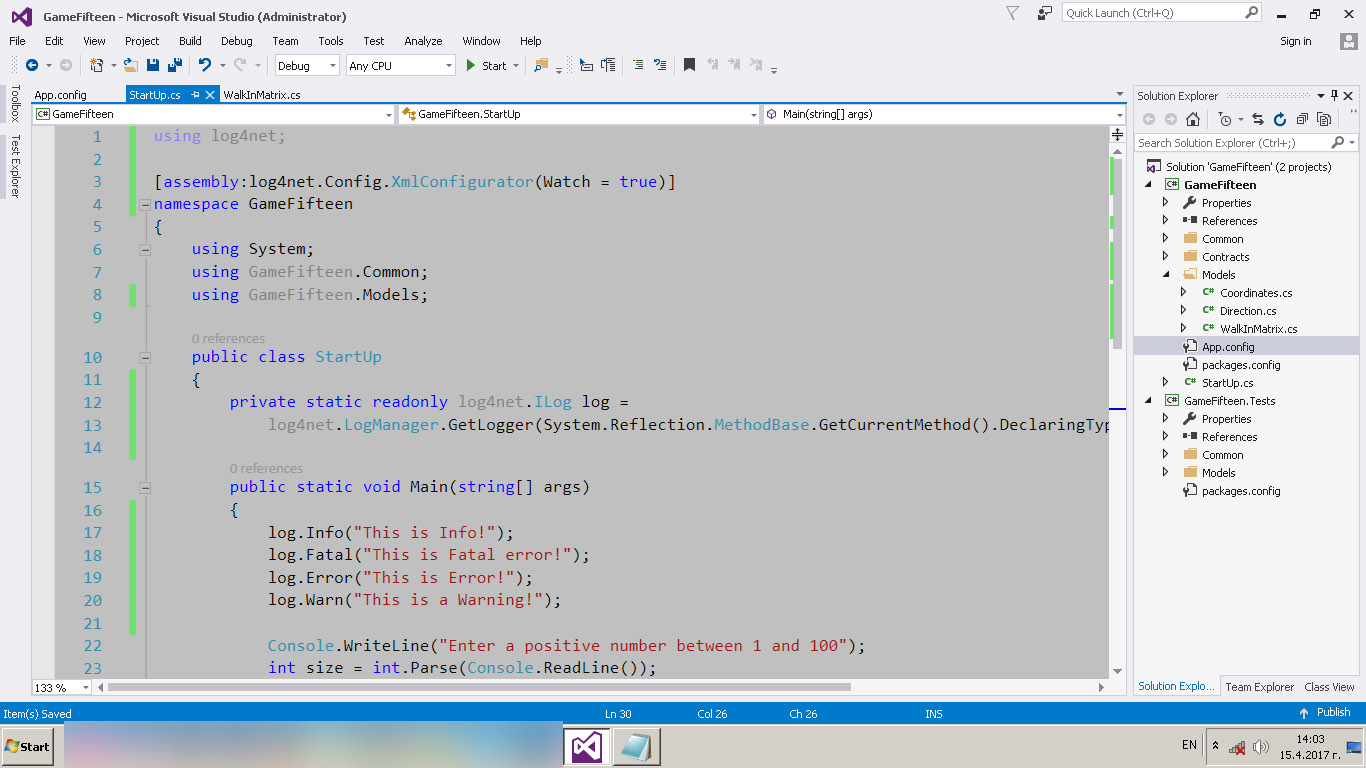 GameFifteen - Microsoft Visual Studio (Administrator)
Quick Launch (Ctrl+Q)
File Edit View Project Build Debug Team Tools Test Analyze Window Help
Sign in
Debug Any CPU Start
Toolbox
Test Explorer
App.config StartUp.cs WalkInMatrix.cs
GameFifteen GameFifteen.StartUp Main(string[] args)
1 using log4net;
2
3 [assembly:log4net.Config.XmlConfigurator(Watch = true)]
4 namespace GameFifteen
5 {
6 using System;
7 using GameFifteen.Common;
8 using GameFifteen.Models;
9
0 references
10 public class StartUp
11 {
12 private static readonly log4net.ILog log =
13 log4net.LogManager.GetLogger(System.Reflection.MethodBase.GetCurrentMethod().DeclaringTyp
14
0 references
15 public static void Main(string[] args)
16 {
17 log.Info("This is Info!");
18 log.Fatal("This is Fatal error!");
19 log.Error("This is Error!");
20 log.Warn("This is a Warning!");
21
22 Console.WriteLine("Enter a positive number between 1 and 100");
23 int size = int.Parse(Console.ReadLine());
133 %
Solution Explorer
Search Solution Explorer (Ctrl+;)
Solution 'GameFifteen' (2 projects)
GameFifteen
Properties
References
Common
Contracts
Models
Coordinates.cs
Direction.cs
WalkInMatrix.cs
App.config
packages.config
StartUp.cs
GameFifteen.Tests
Properties
References
Common
Models
packages.config
Solution Explo... Team Explorer Class View
Item(s) Saved Ln 30 Col 26 Ch 26 INS Publish
Start
EN
14:03
15.4.2017 г.